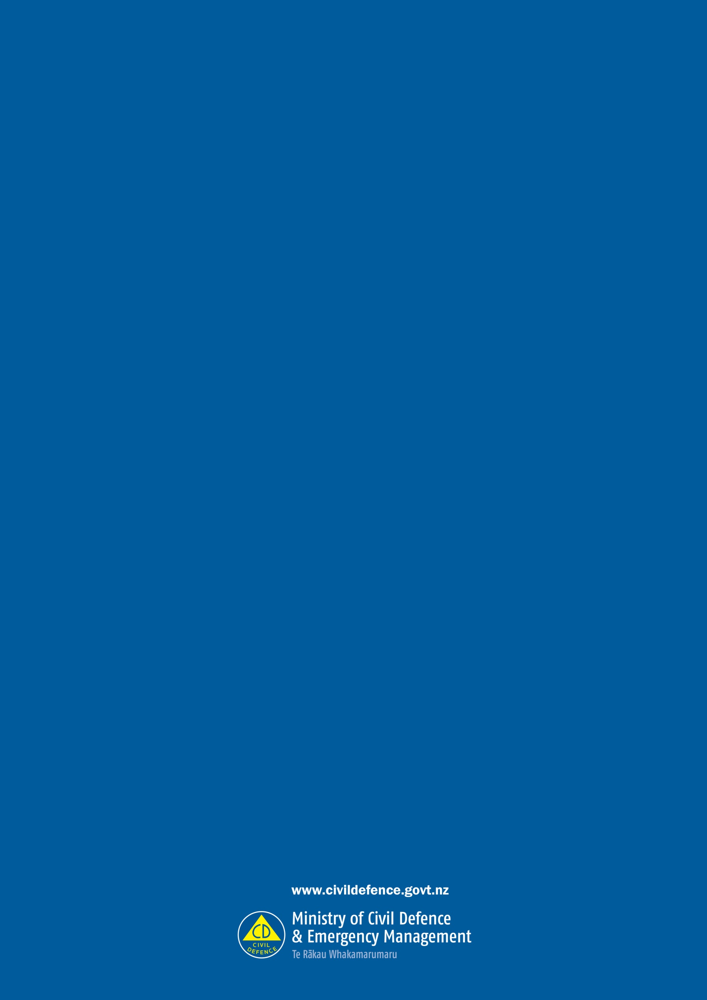 www.civildefence.govt.nz
Ministry of Civil Defence
& Emergency Management
Te Rākau Whakamarumaru
CD
CIVIL
DEFENCE